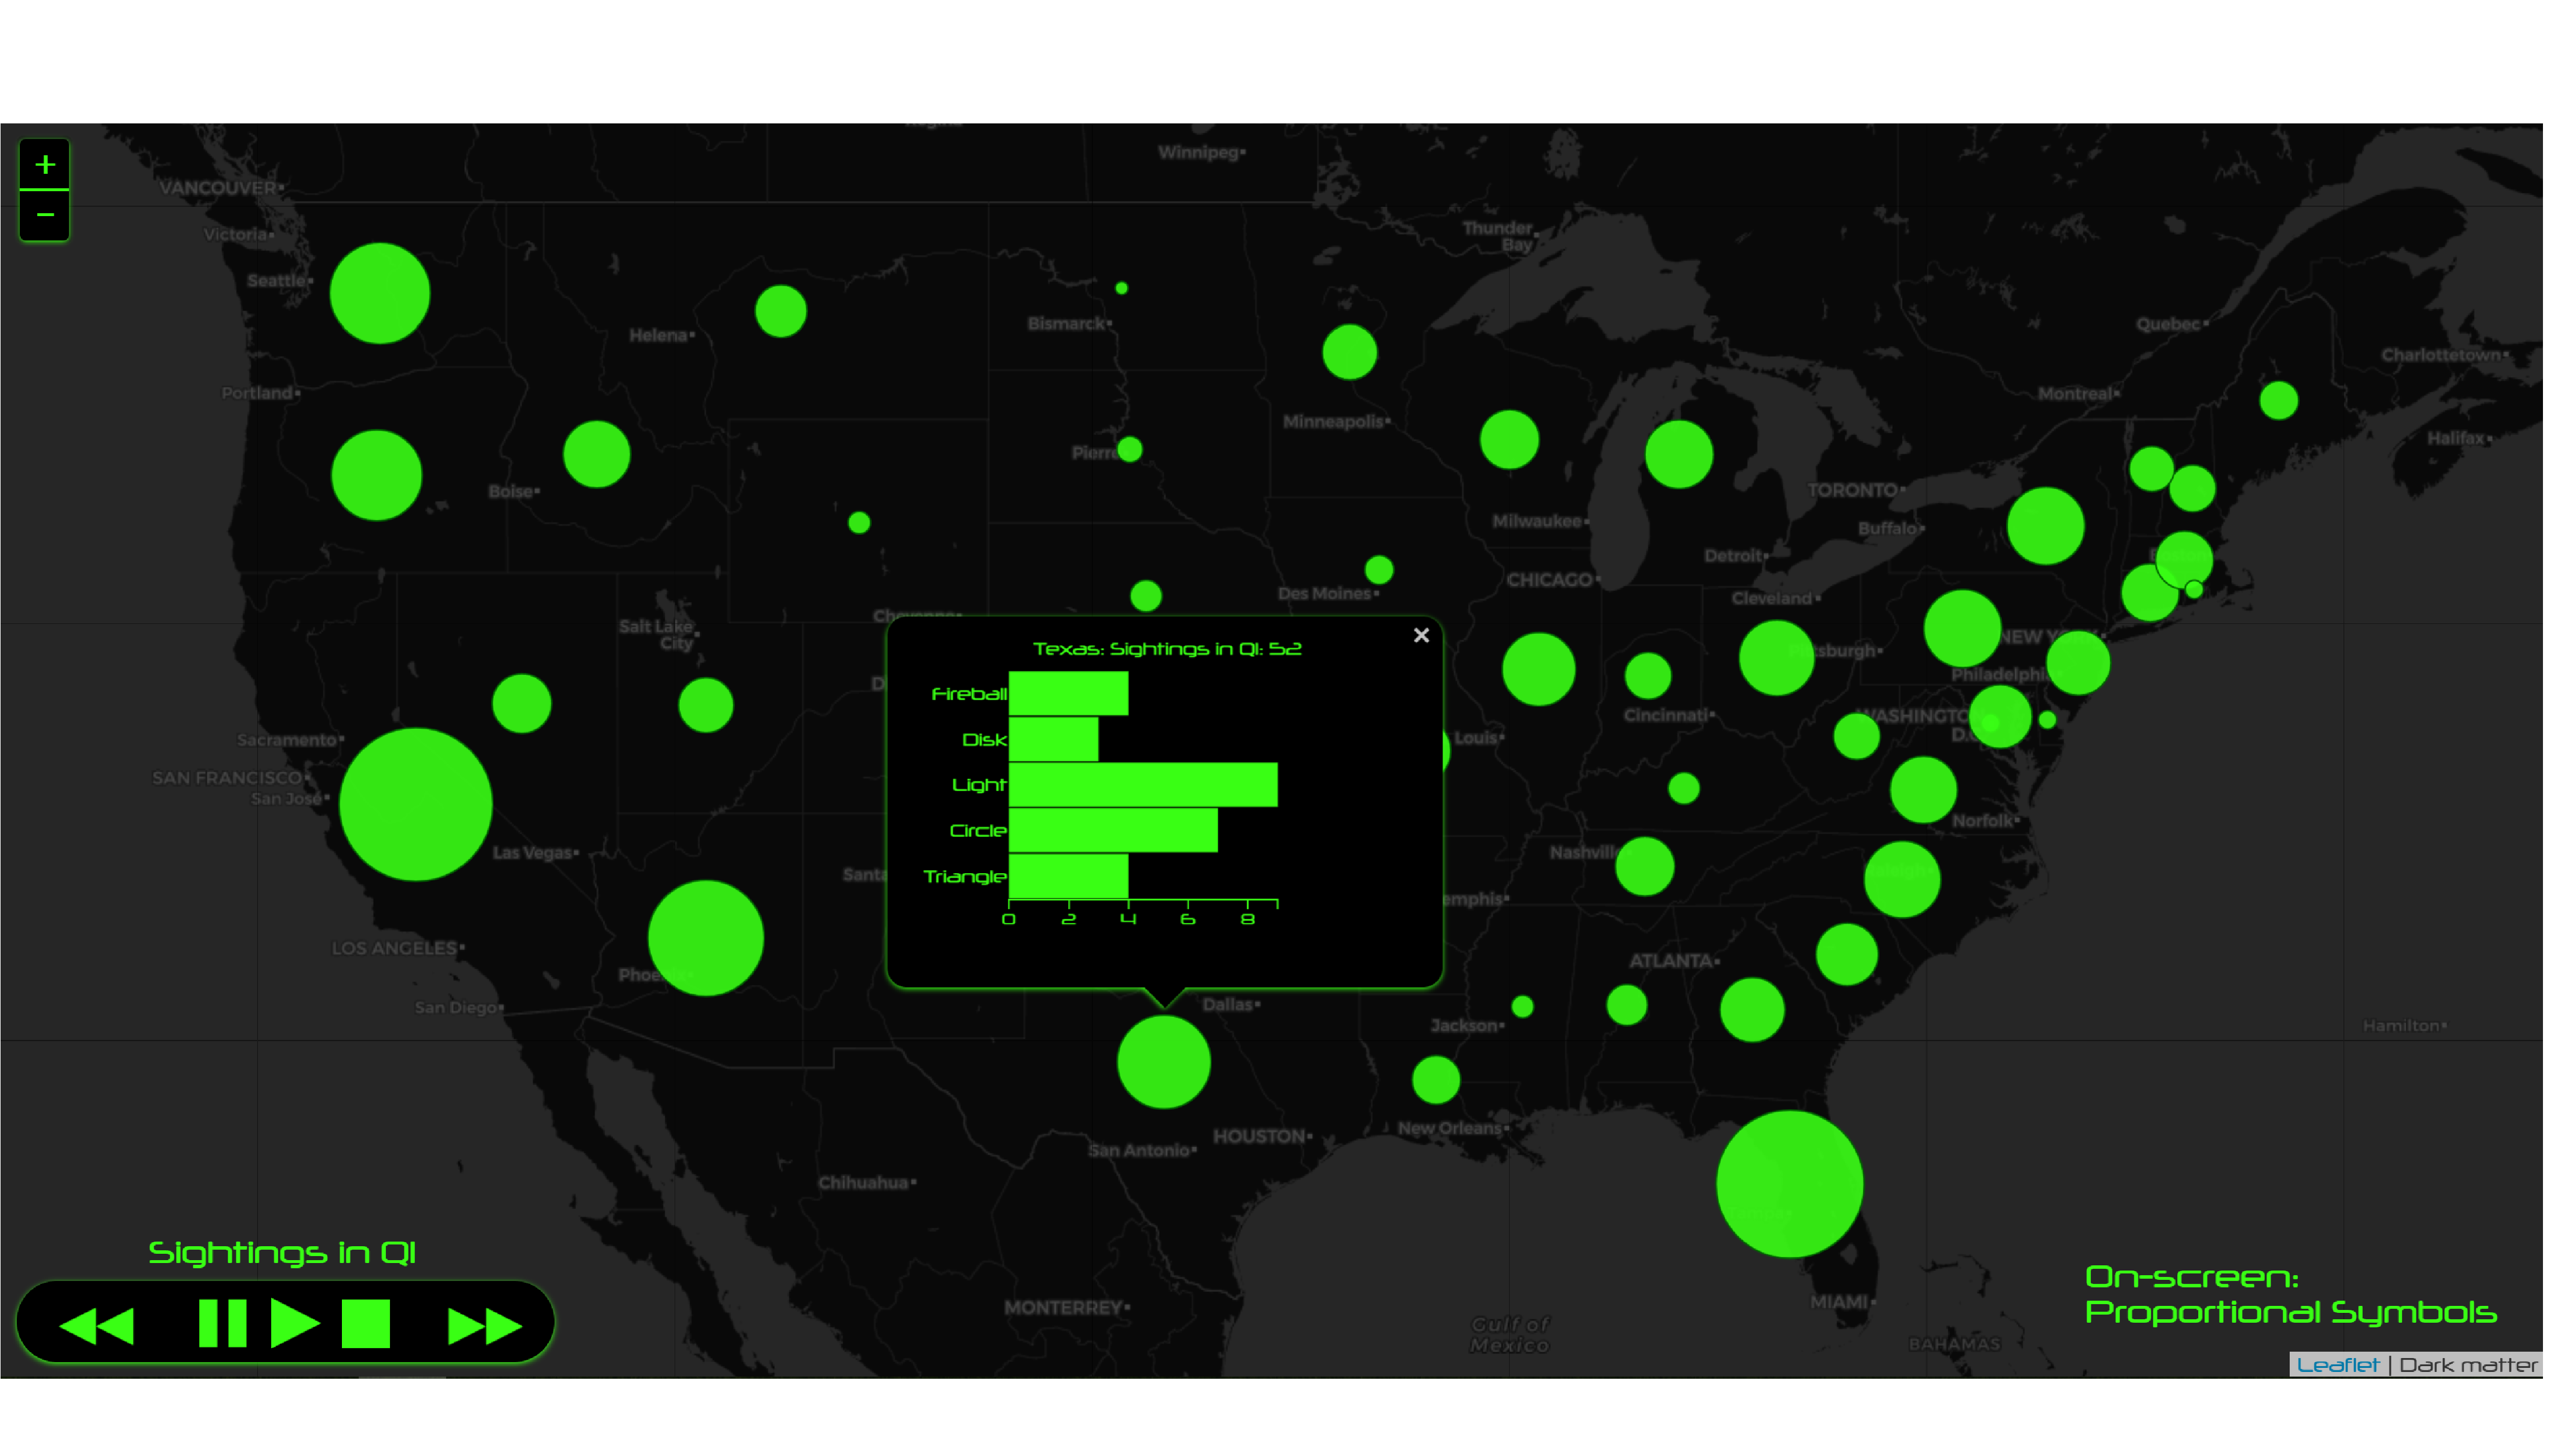 Winnipeg
+
VANCOUVER
−
Victoria
Thunder
Bay
Seattle
Bismarck
Quebec
Helena
Charlottetown
Portland
Montreal
Minneapolis
Halifax
Pierre
Boise
TORONTO
Milwaukee
Buffalo
Detroit
CHICAGO
Des Moines
Cleveland
Salt Lake
City
NEW YORK
×
Texas: Sightings in Q1: 52
Fireball
Disk
Light
Circle
Triangle
0 2 4 6 8
Philadelphia
Cincinnati
WASHINGTON
D.C.
Louis
Sacramento
SAN FRANCISCO
San José
Norfolk
Las Vegas
Nashville
LOS ANGELES
ATLANTA
San Diego
Dallas
Jackson
Hamilton
New Orleans
HOUSTON
San Antonio
Chihuahua
MONTERREY
MIAMI
Gulf of
Mexico
BAHAMAS
Sightings in Q1
On-screen:
Proportional Symbols
Leaflet | Dark matter